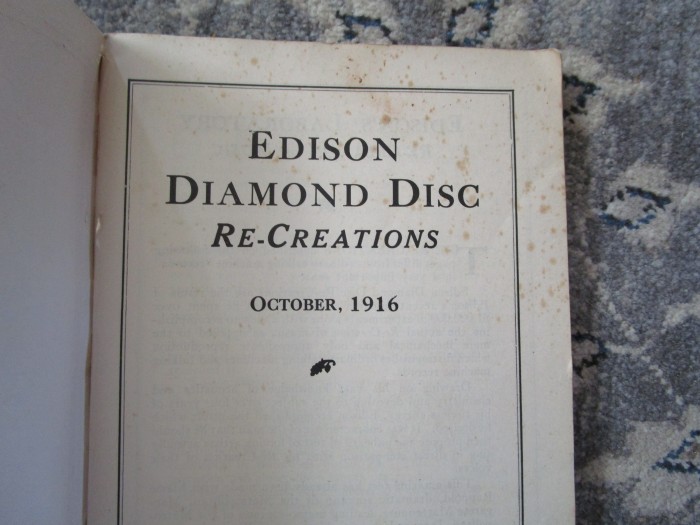 EDISON
DIAMOND DISC
RE-CREATIONS
OCTOBER, 1916